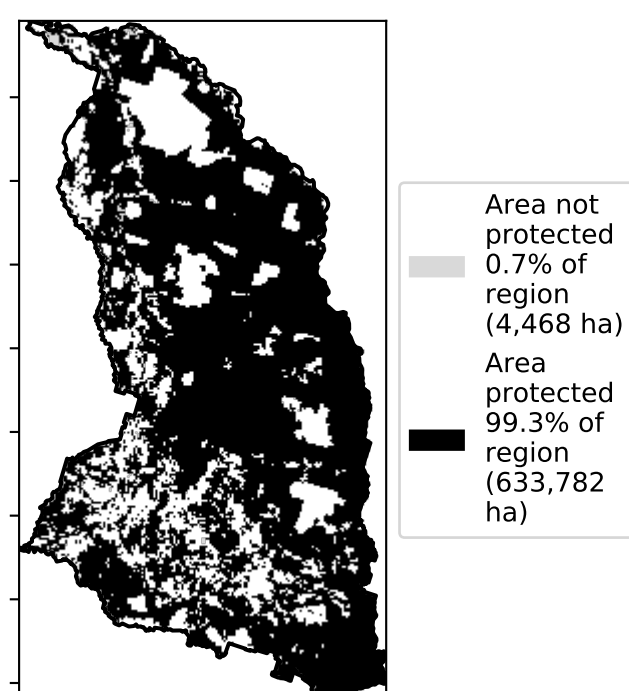 Area not
protected
0.7% of
region
(4,468 ha)
Area
protected
99.3% of
region
(633,782
ha)